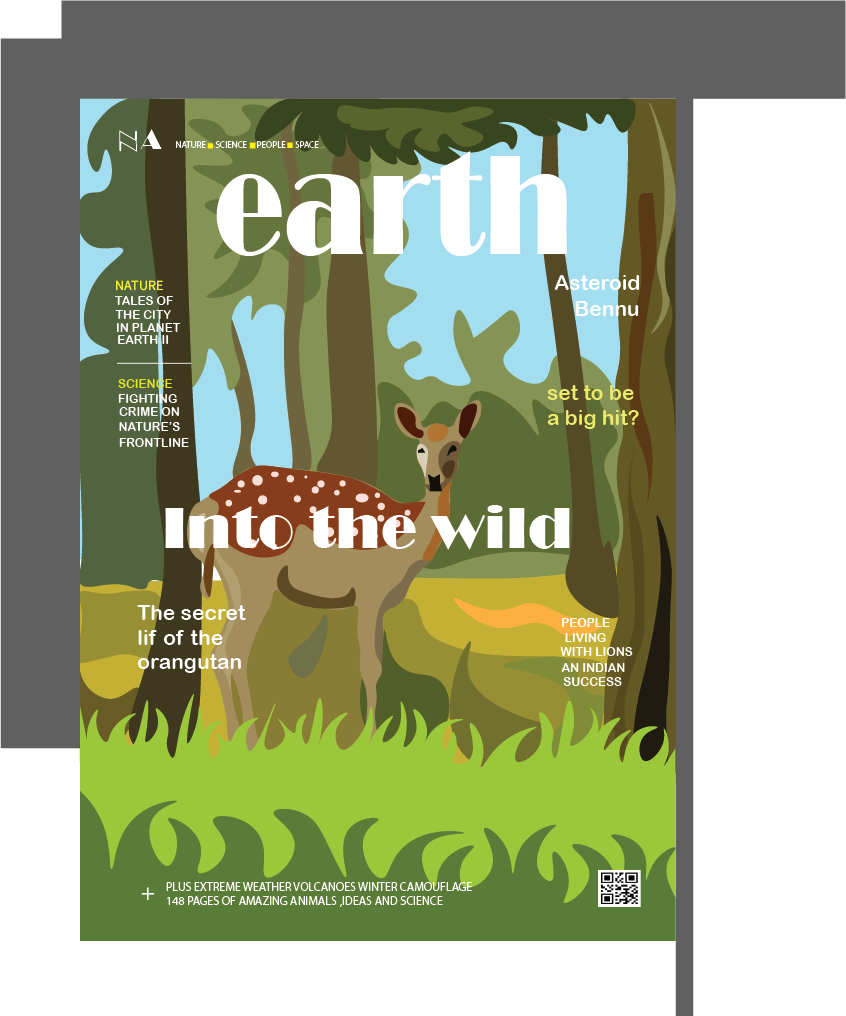 NA
NATURE SCIENCE PEOPLE SPACE
earth
NATURE
TALES OF
THE CITY
IN PLANET
EARTH II
SCIENCE
FIGHTING
CRIME ON
NATURE'S
FRONTLINE
Asteroid
Bennu
set to be
a big hit?
Into the wild
The secret
lif of the
orangutan
PEOPLE
LIVING
WITH LIONS
AN INDIAN
SUCCESS
+ PLUS EXTREME WEATHER VOLCANOES WINTER CAMOUFLAGE
148 PAGES OF AMAZING ANIMALS ,IDEAS AND SCIENCE